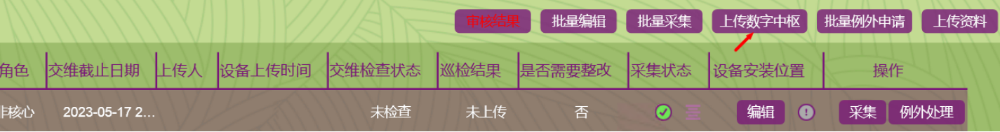 审核结果 批量编辑 批量采集 上传数字中枢 批量例外申请 上传资料
角色 交维截止日期 上传人 设备上传时间 交维检查状态 巡检结果 是否需要整改 采集状态 设备安装位置 操作
非核心 2023-05-17 2... 未检查 未上传 否 编辑 采集 例外处理